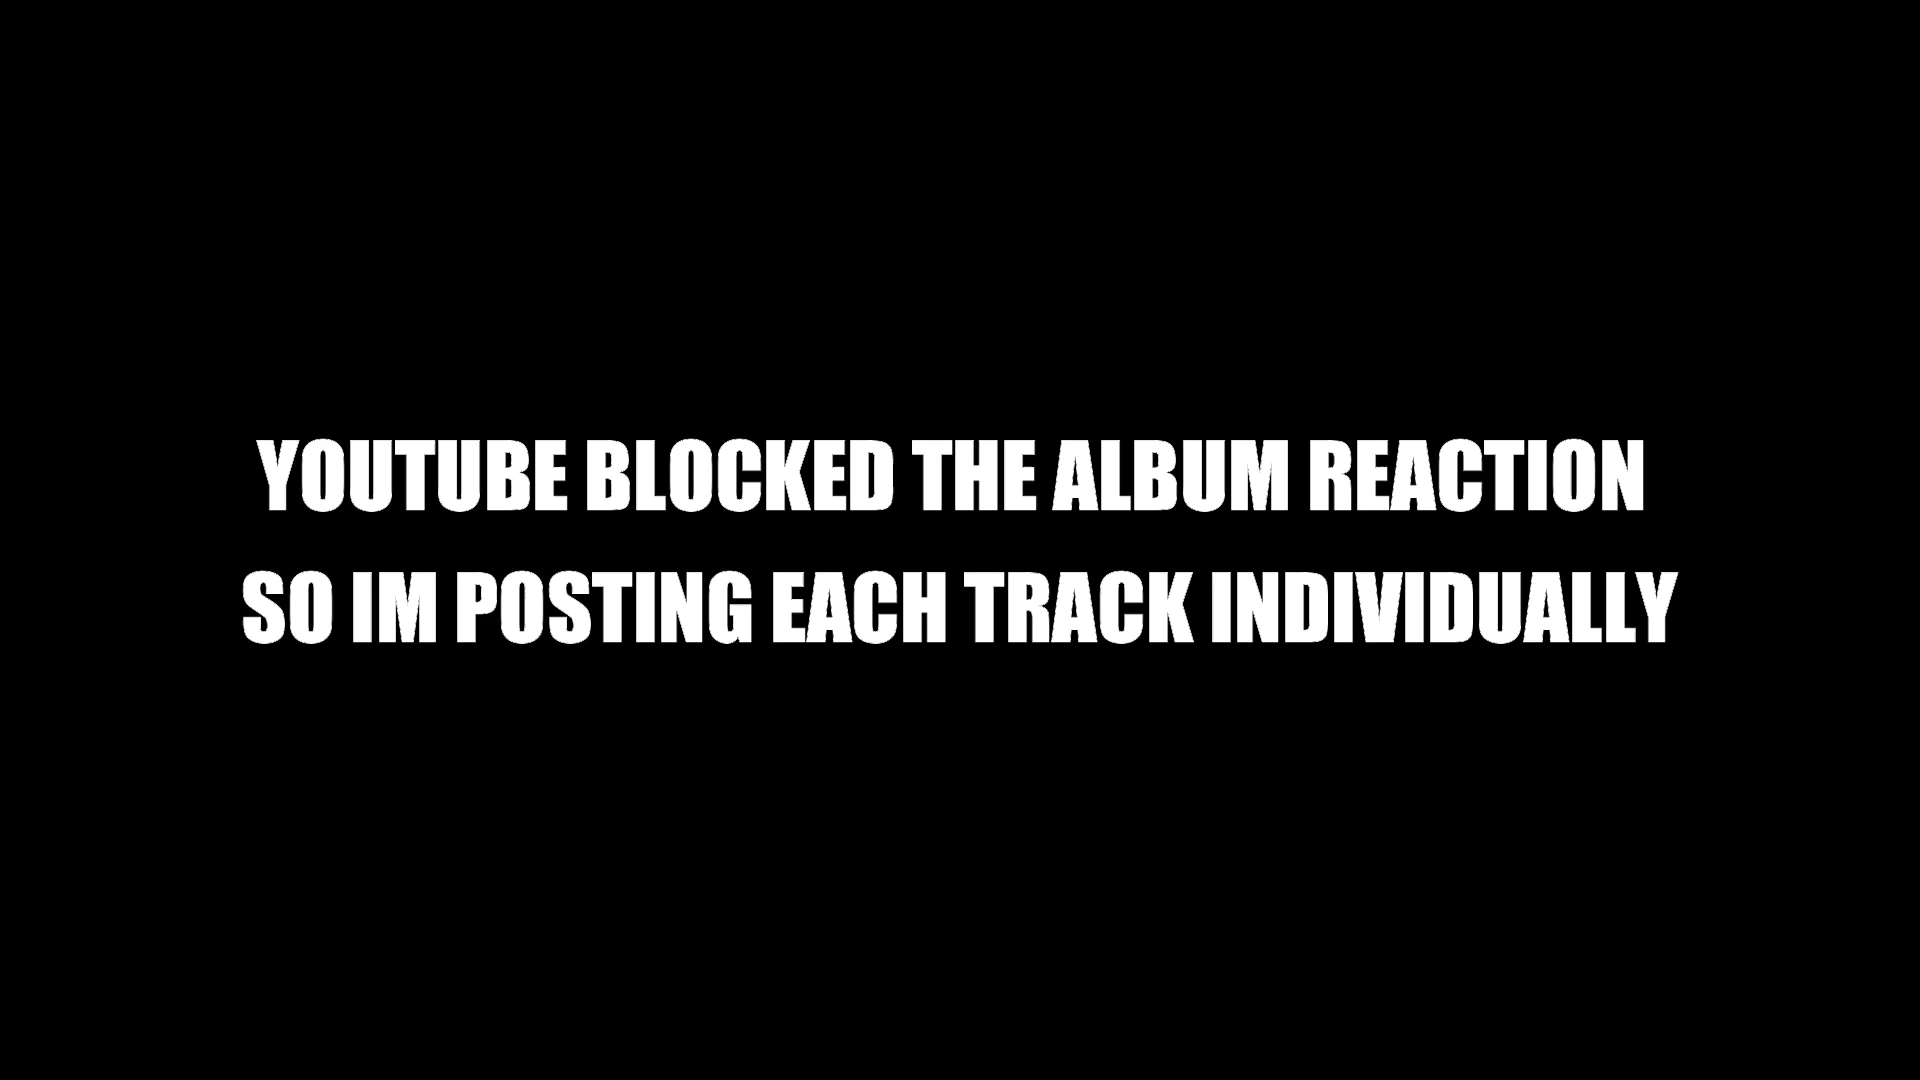 YOUTUBE BLOCKED THE ALBUM REACTION
SO IM POSTING EACH TRACK INDIVIDUALLY